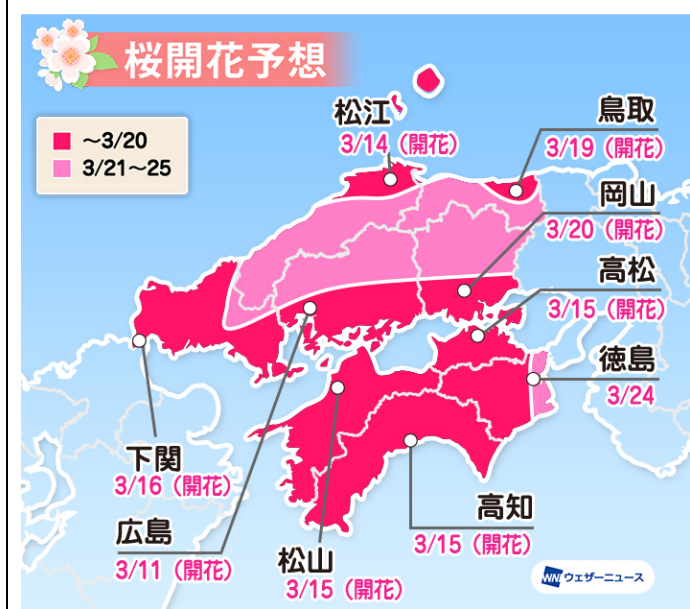 桜開花予想
～3/20
3/21～25
松江
3/14（開花）
鳥取
3/19（開花）
岡山
3/20（開花）
高松
3/15（開花）
徳島
3/24
下関
3/16（開花）
広島
3/11（開花）
松山
3/15（開花）
高知
3/15（開花）
WN ウェザーニュース